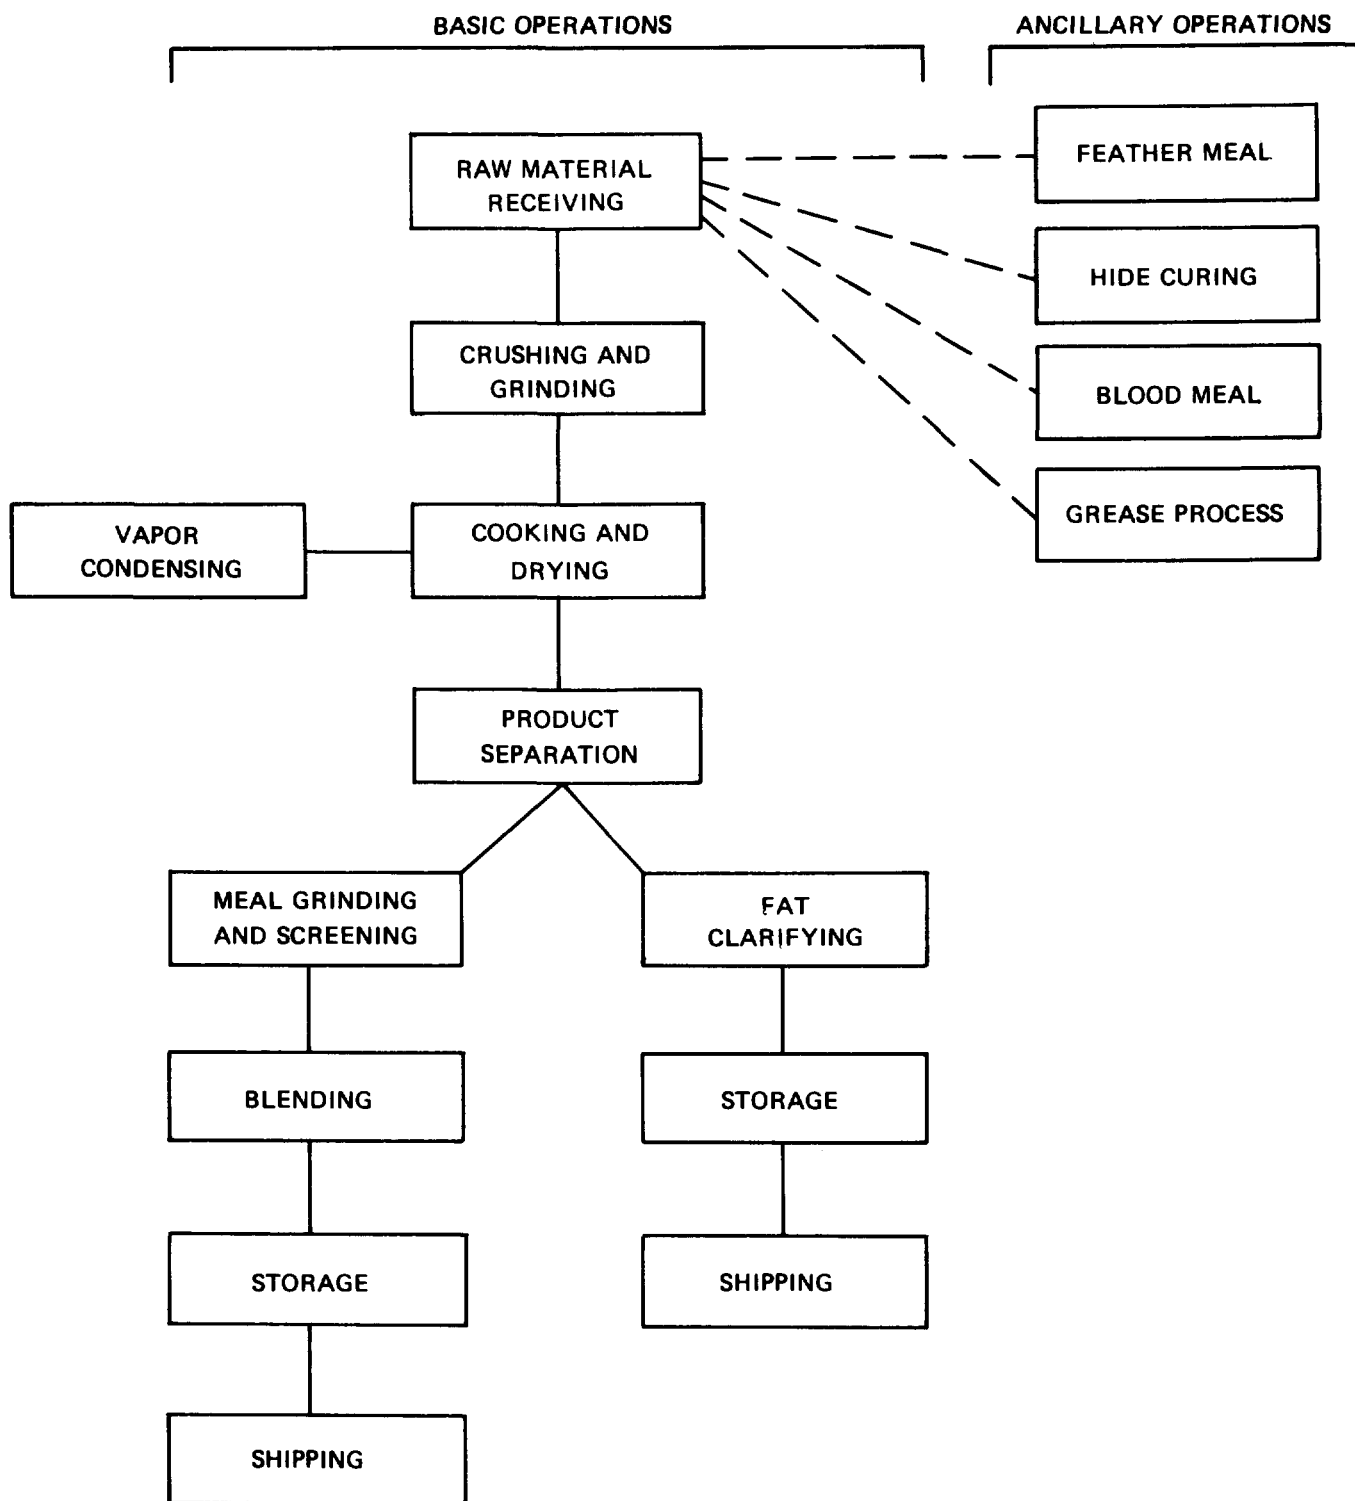 BASIC OPERATIONS
ANCILLARY OPERATIONS
RAW MATERIAL
RECEIVING
FEATHER MEAL
HIDE CURING
CRUSHING AND
GRINDING
BLOOD MEAL
GREASE PROCESS
VAPOR
CONDENSING
COOKING AND
DRYING
PRODUCT
SEPARATION
MEAL GRINDING
AND SCREENING
FAT
CLARIFYING
BLENDING
STORAGE
STORAGE
SHIPPING
SHIPPING